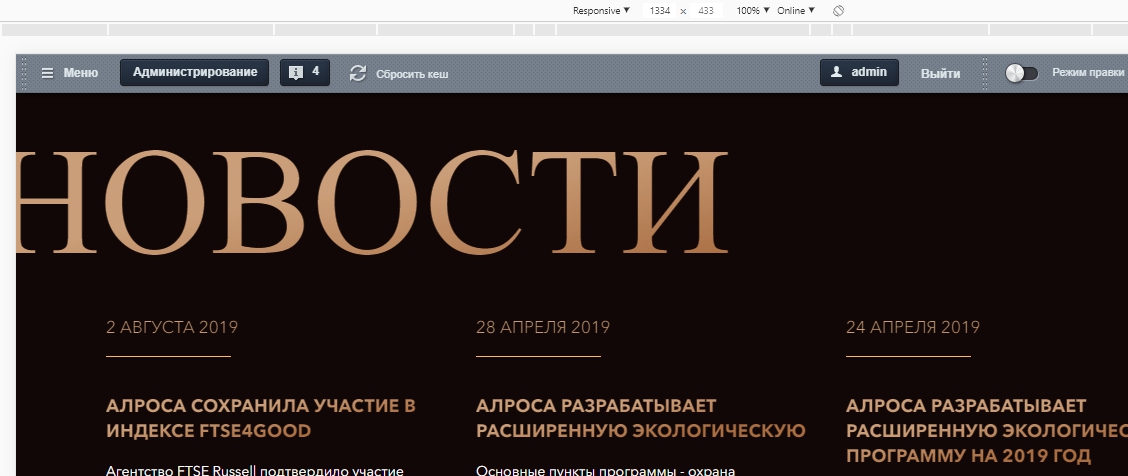 Responsive ▼ 1334 × 433 100% ▼ Online ▼
Меню Администрирование 4 Сбросить кеш admin Выйти Режим правки
НОВОСТИ
2 АВГУСТА 2019
АЛРОСА СОХРАНИЛА УЧАСТИЕ В
ИНДЕКСЕ FTSE4GOOD
Агентство FTSE Russell подтвердило участие
28 АПРЕЛЯ 2019
АЛРОСА РАЗРАБАТЫВАЕТ
РАСШИРЕННУЮ ЭКОЛОГИЧЕСКУЮ
Основные пункты программы - охрана
24 АПРЕЛЯ 2019
АЛРОСА РАЗРАБАТЫВАЕТ
РАСШИРЕННУЮ ЭКОЛОГИЧЕС
ПРОГРАММУ НА 2019 ГОД